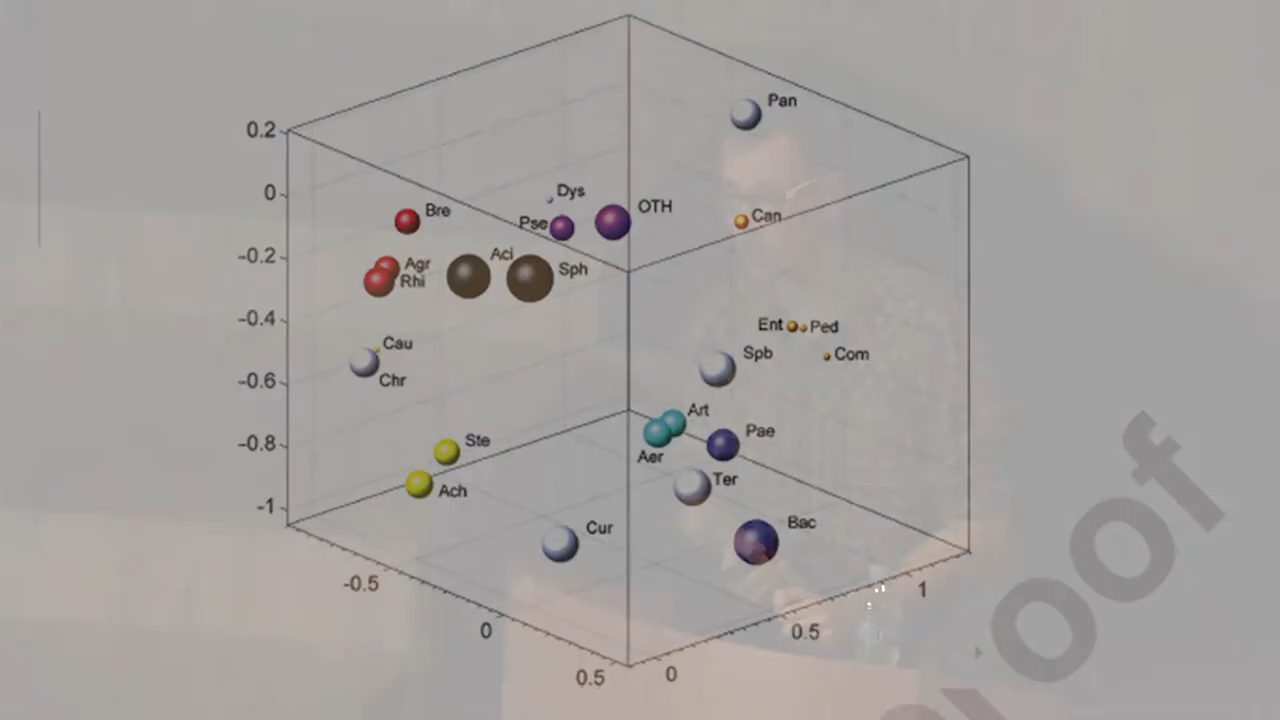 Pan
0.2
Dys
0
Bre
Pse
OTH
Can
-0.2
Agr
Rhi
Aci
Sph
-0.4
Ent
Ped
Cau
Spb
Com
Chr
-0.6
Art
-0.8
Ste
Aer
Pae
Ach
Ter
-1
Cur
Bac
-0.5
0
0.5
0
0.5
1
oof